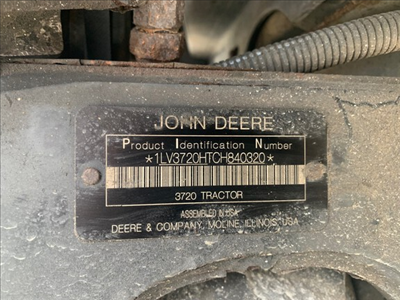 JOHN DEERE
Product Identification Number
*1LV3720HTCH840320*
3720 TRACTOR
ASSEMBLED IN USA
DEERE & COMPANY, MOLINE, ILLINOIS, USA